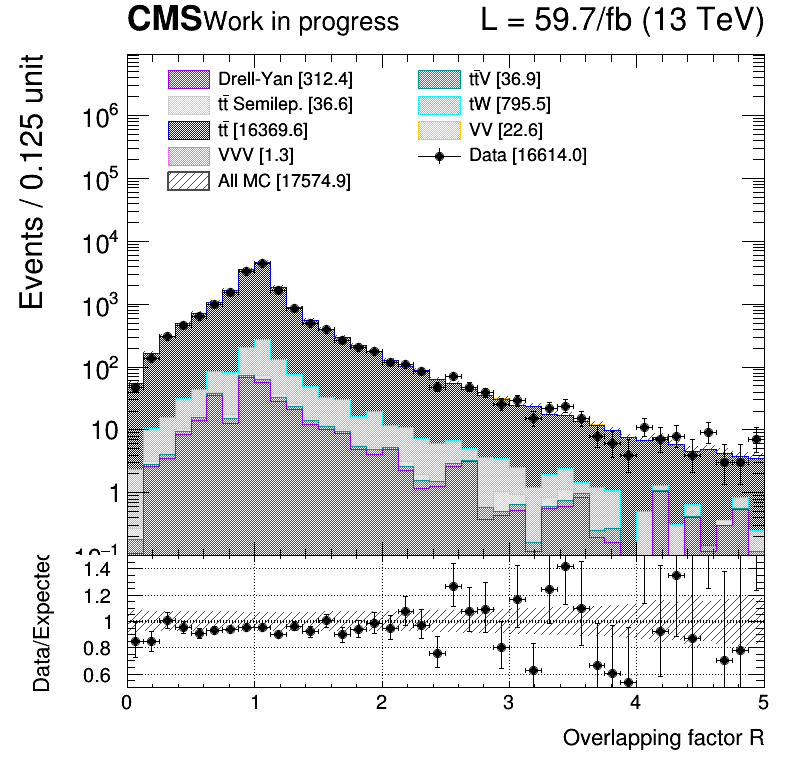 CMS Work in progress L = 59.7/fb (13 TeV)
Events / 0.125 unit
Drell-Yan [312.4]
tt̄ Semilep. [36.6]
tt̄ [16369.6]
VVV [1.3]
All MC [17574.9]
tt̄V [36.9]
tW [795.5]
VV [22.6]
Data [16614.0]
10⁶
10⁵
10⁴
10³
10²
10
1
10⁻¹
Data/Expected
1.4
1.2
1
0.8
0.6
0 1 2 3 4 5
Overlapping factor R